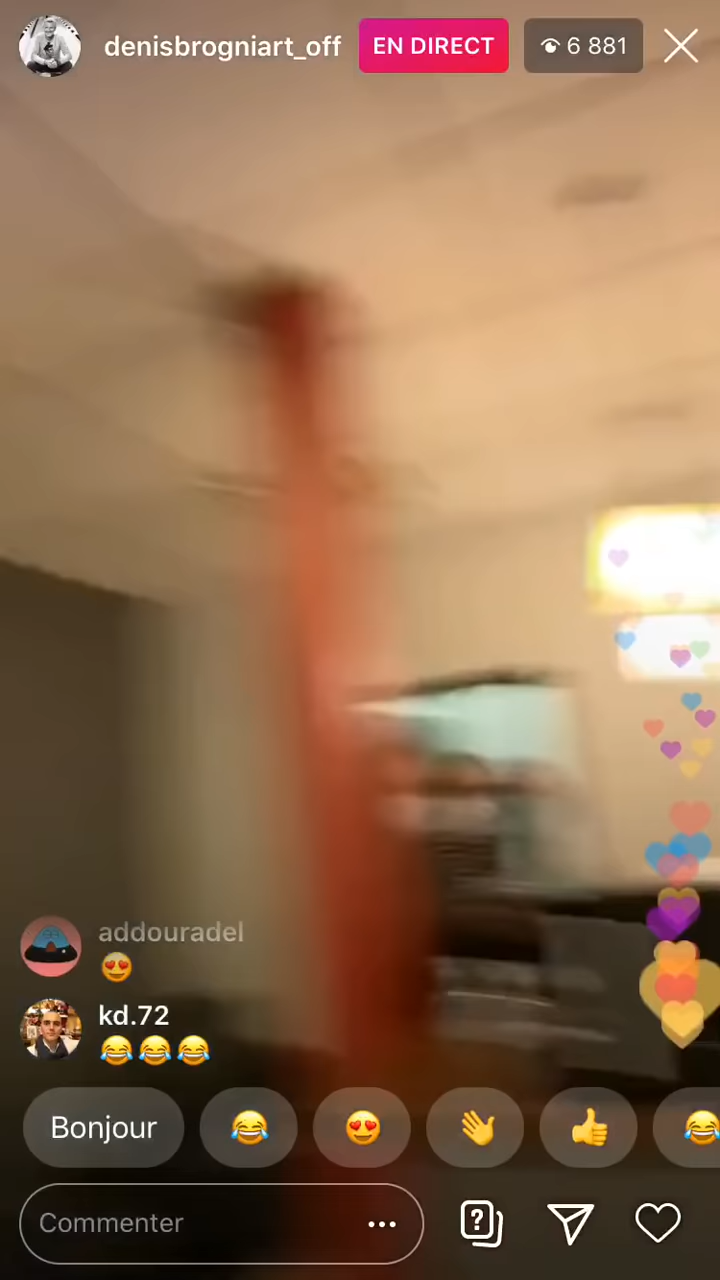 denisbrogniart_off EN DIRECT 6 881
addouradel
😍
kd.72
😂😂😂
Bonjour 😂 😍 👋 👍 😂
Commenter